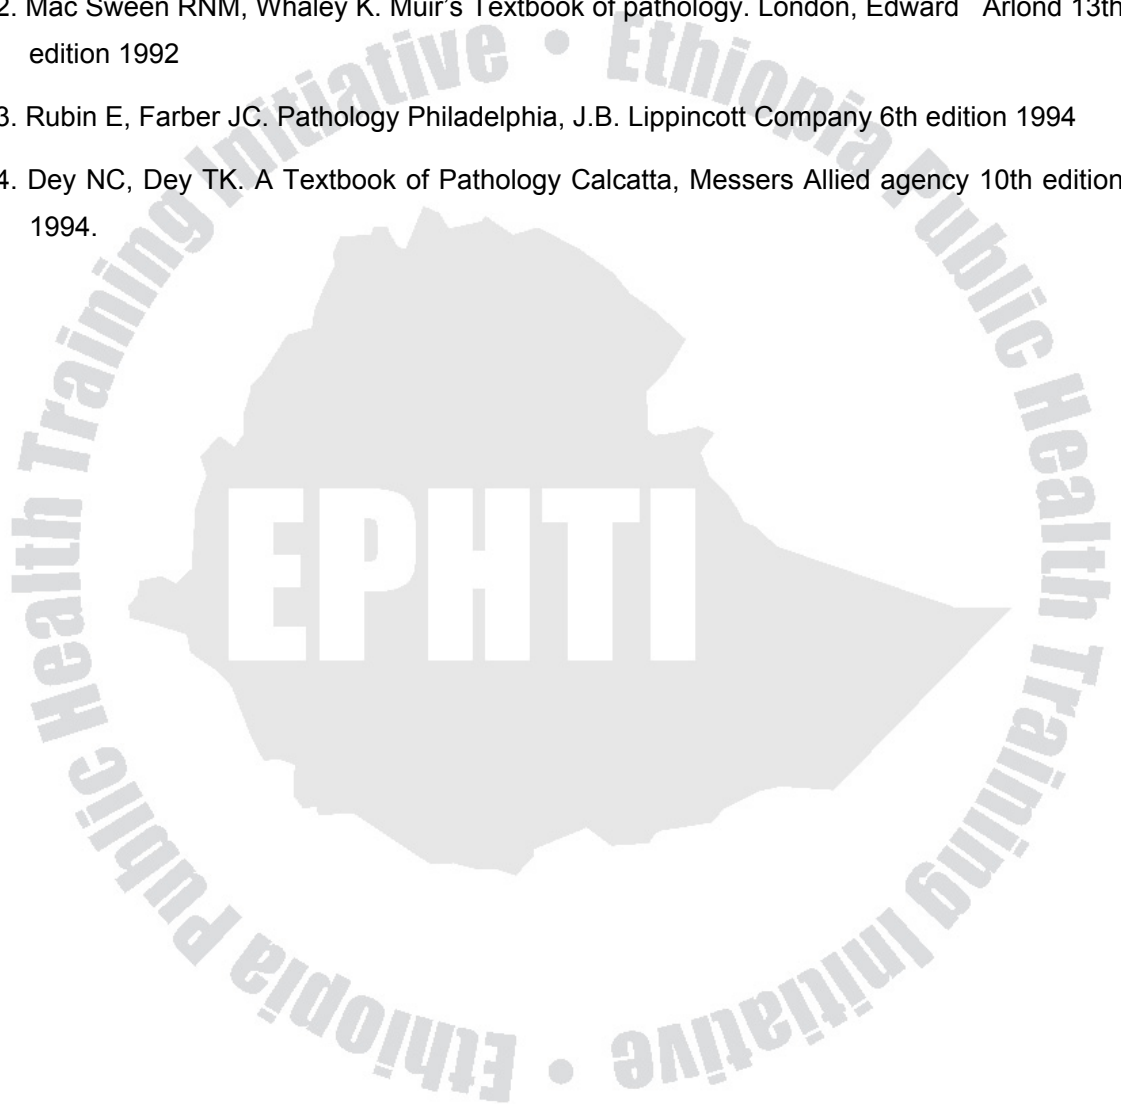 2. Mac Sween RNM, Whaley K. Muir's Textbook of pathology. London, Edward Arlond 13th
edition 1992
3. Rubin E, Farber JC. Pathology Philadelphia, J.B. Lippincott Company 6th edition 1994
4. Dey NC, Dey TK. A Textbook of Pathology Calcatta, Messers Allied agency 10th edition
1994.
Ethiopia Public Health Training Initiative • Ethiopia Public Health Training Initiative •
EPHTI